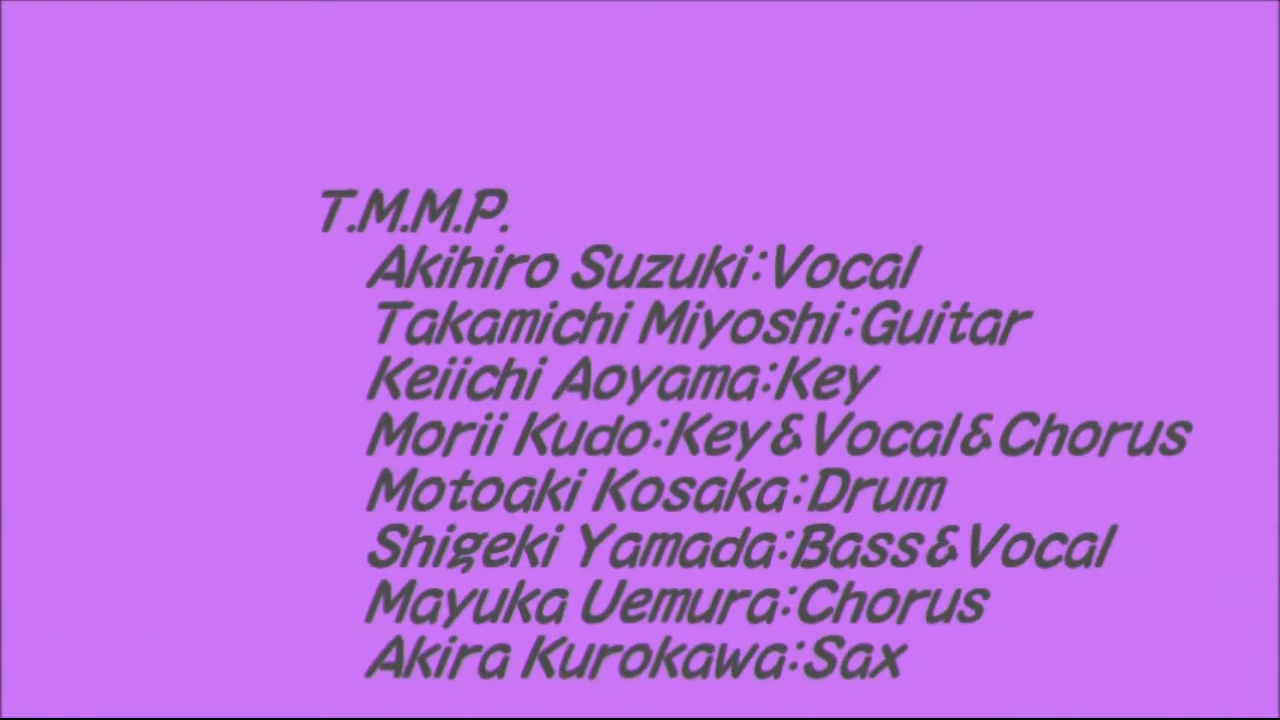 T.M.M.P.
Akihiro Suzuki:Vocal
Takamichi Miyoshi:Guitar
Keiichi Aoyama:Key
Morii Kudo:Key&Vocal&Chorus
Motoaki Kosaka:Drum
Shigeki Yamada:Bass&Vocal
Mayuka Uemura:Chorus
Akira Kurokawa:Sax